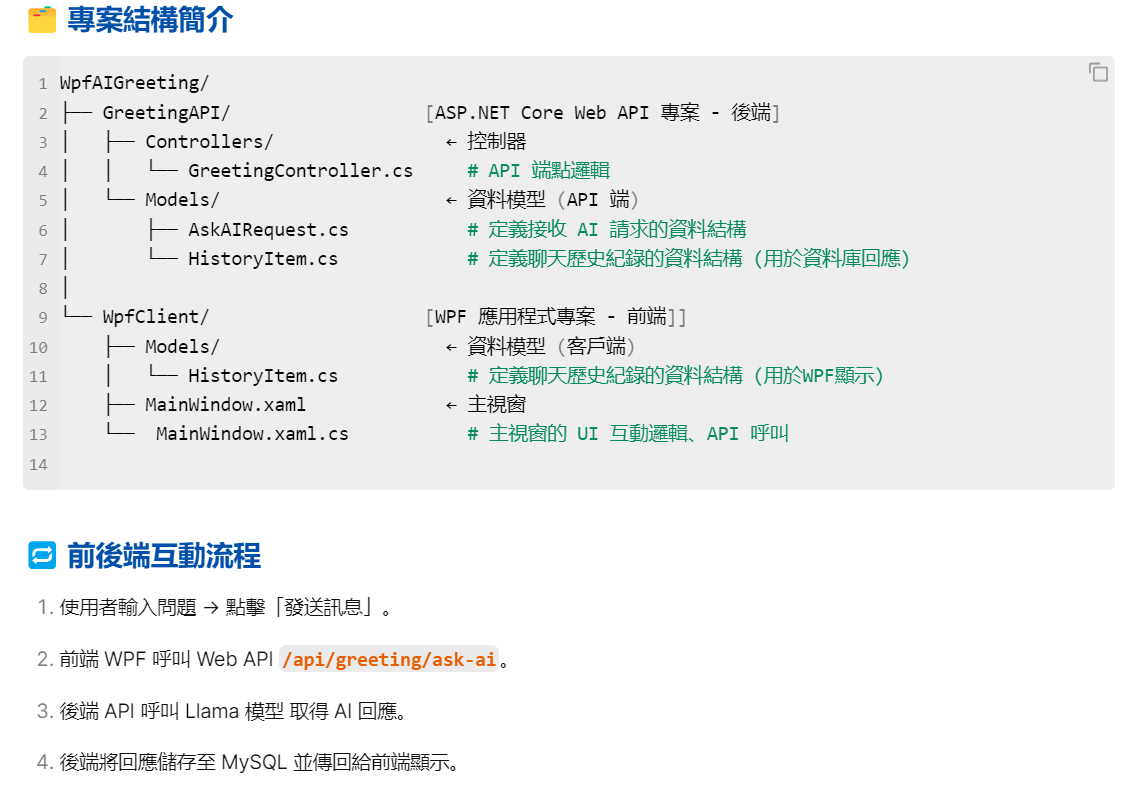 專案結構簡介
1 WpfAIGreeting/
2 ├── GreetingAPI/                  [ASP.NET Core Web API 專案 - 後端]
3 │   ├── Controllers/                ← 控制器
4 │   │   └── GreetingController.cs     # API 端點邏輯
5 │   └── Models/                     ← 資料模型（API 端）
6 │       ├── AskAIRequest.cs           # 定義接收 AI 請求的資料結構
7 │       └── HistoryItem.cs            # 定義聊天歷史紀錄的資料結構（用於資料庫回應）
8 │
9 └── WpfClient/                    [WPF 應用程式專案 - 前端]]
10     ├── Models/                     ← 資料模型（客戶端）
11     │   └── HistoryItem.cs            # 定義聊天歷史紀錄的資料結構（用於WPF顯示）
12     ├── MainWindow.xaml             ← 主視窗
13     └──  MainWindow.xaml.cs           # 主視窗的 UI 互動邏輯、API 呼叫
14
前後端互動流程
1. 使用者輸入問題 → 點擊「發送訊息」。
2. 前端 WPF 呼叫 Web API /api/greeting/ask-ai。
3. 後端 API 呼叫 Llama 模型 取得 AI 回應。
4. 後端將回應儲存至 MySQL 並傳回給前端顯示。